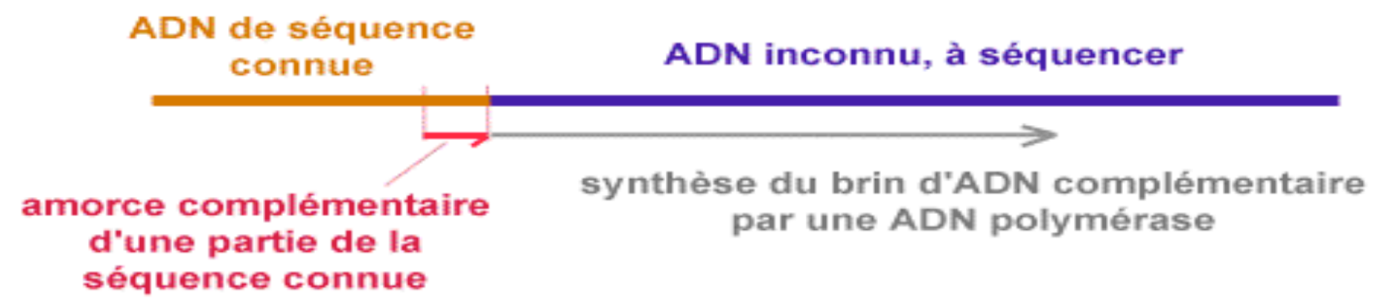 ADN de séquence
connue
ADN inconnu, à séquencer
amorce complémentaire
d'une partie de la
séquence connue
synthèse du brin d'ADN complémentaire
par une ADN polymérase